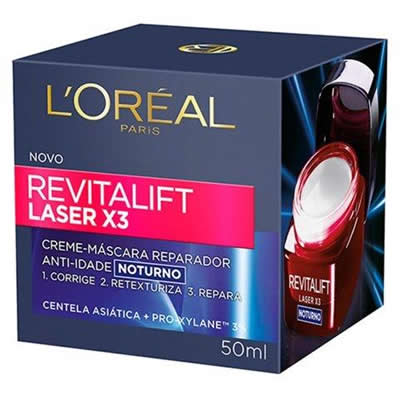 L'ORÉAL
PARIS
NOVO
REVITALIFT
LASER X3
CREME-MÁSCARA REPARADOR
ANTI-IDADE NOTURNO
1. CORRIGE 2. RETEXTURIZA 3. REPARA
CENTELA ASIÁTICA + PRO-XYLANE™ 3%
50ml
REVITALIFT
LASER X3
NOTURNO